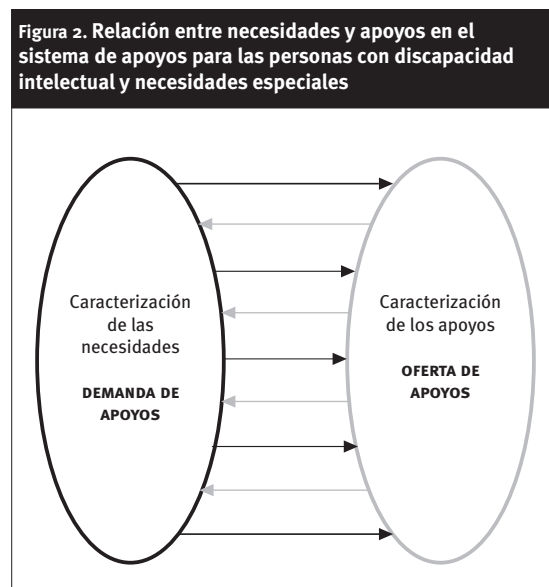 Figura 2. Relación entre necesidades y apoyos en el
sistema de apoyos para las personas con discapacidad
intelectual y necesidades especiales
Caracterización
de las
necesidades
DEMANDA DE
APOYOS
Caracterización
de los apoyos
OFERTA DE
APOYOS